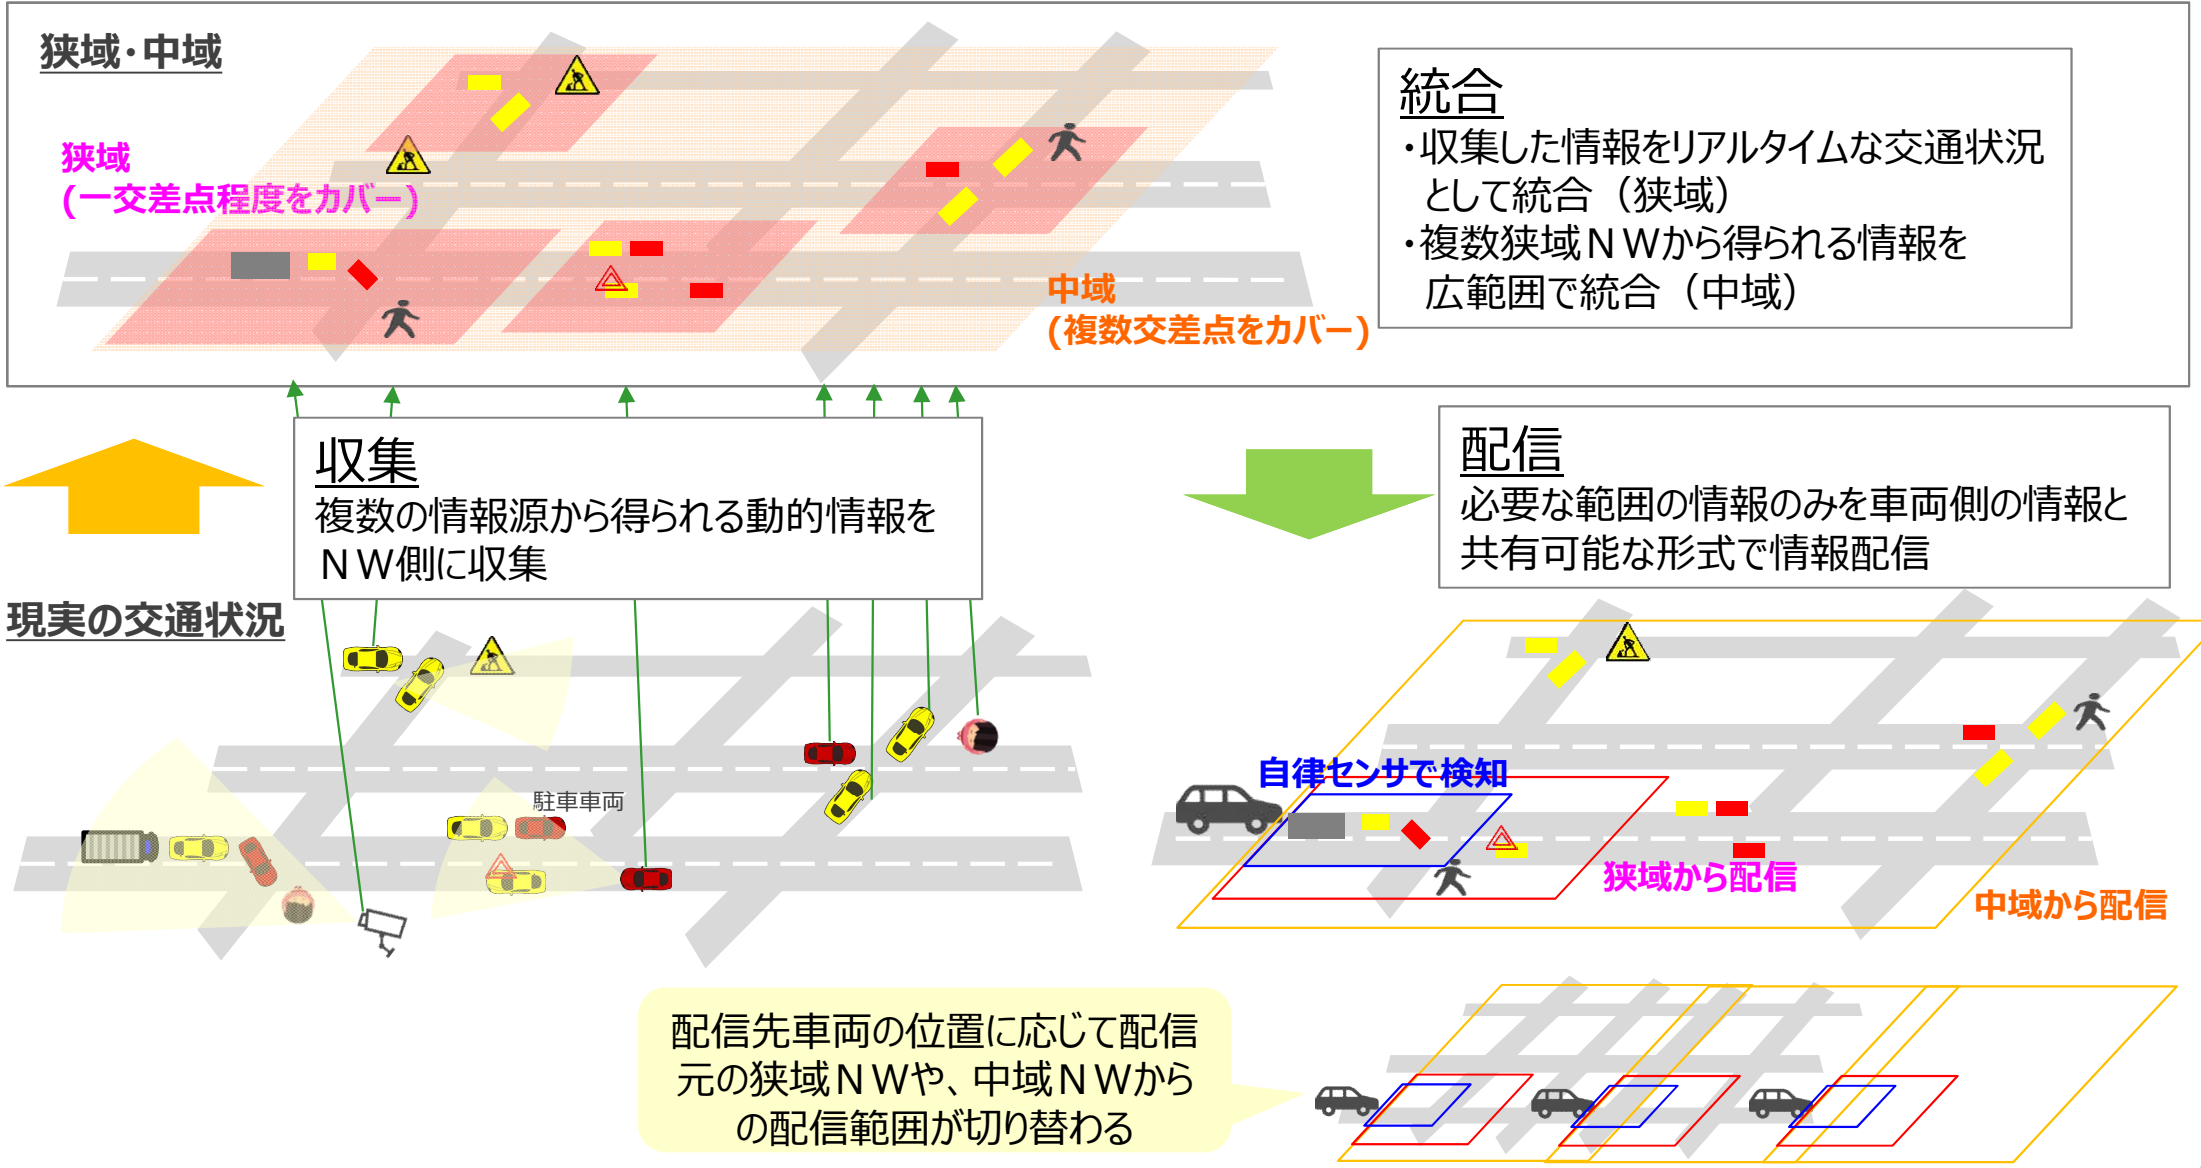 狭域・中域
狭域
(一交差点程度をカバー)
中域
(複数交差点をカバー)
統合
・収集した情報をリアルタイムな交通状況
として統合（狭域）
・複数狭域ＮＷから得られる情報を
広範囲で統合（中域）
収集
複数の情報源から得られる動的情報を
ＮＷ側に収集
配信
必要な範囲の情報のみを車両側の情報と
共有可能な形式で情報配信
現実の交通状況
駐車車両
自律センサで検知
狭域から配信
中域から配信
配信先車両の位置に応じて配信
元の狭域ＮＷや、中域ＮＷから
の配信範囲が切り替わる